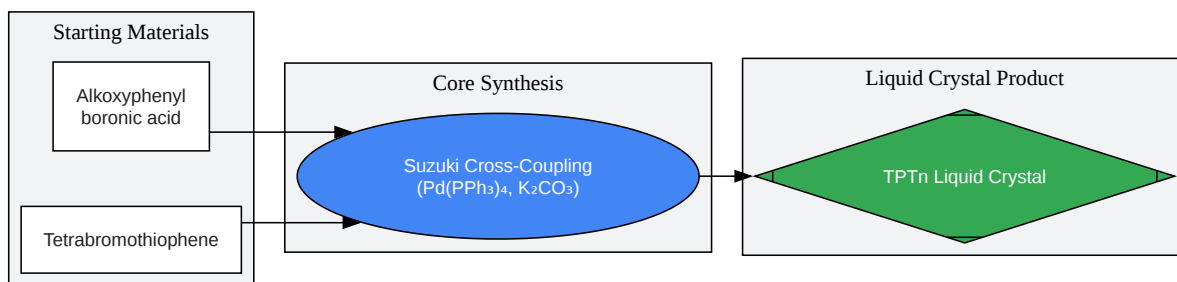 Starting Materials
Alkoxyphenyl
boronic acid
Tetrabromothiophene
Core Synthesis
Suzuki Cross-Coupling
(Pd(PPh₃)₄, K₂CO₃)
Liquid Crystal Product
TPTn Liquid Crystal